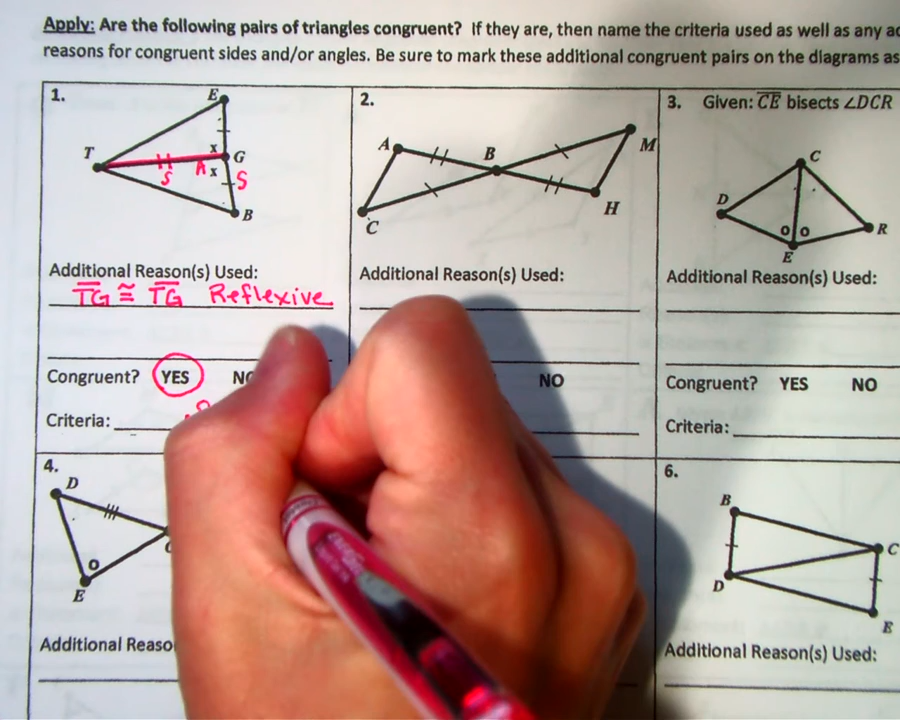 Apply: Are the following pairs of triangles congruent? If they are, then name the criteria used as well as any
reasons for congruent sides and/or angles. Be sure to mark these additional congruent pairs on the diagrams as
1.
E
T
G
x
x
S
A
S
B
Additional Reason(s) Used:
TG ≅ TG Reflexive
Congruent? YES
Criteria:
2.
A
B
M
H
C
Additional Reason(s) Used:
NO
3. Given: CE bisects ∠DCR
C
D
R
E
Additional Reason(s) Used:
Congruent? YES NO
Criteria:
4.
D
E
Additional
6.
B
C
D
E
Additional Reason(s) Used: